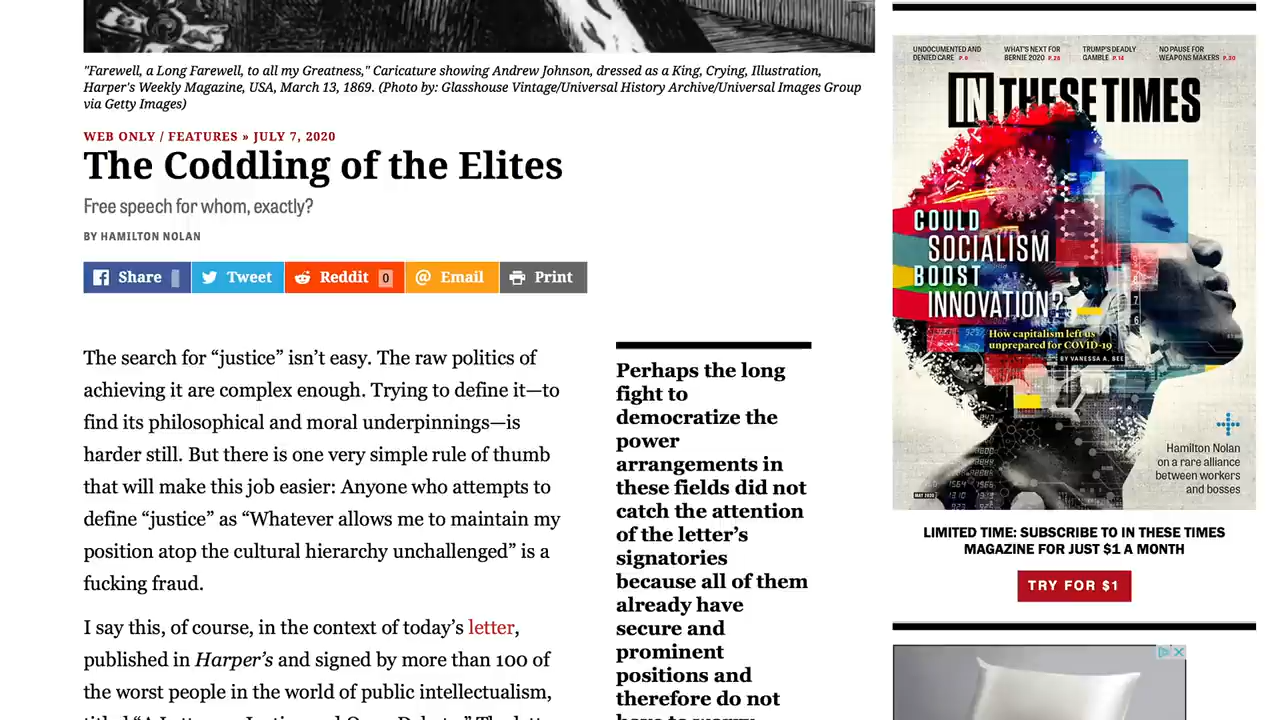 "Farewell, a Long Farewell, to all my Greatness," Caricature showing Andrew Johnson, dressed as a King, Crying, Illustration,
Harper's Weekly Magazine, USA, March 13, 1869. (Photo by: Glasshouse Vintage/Universal History Archive/Universal Images Group
via Getty Images)
WEB ONLY / FEATURES » JULY 7, 2020
The Coddling of the Elites
Free speech for whom, exactly?
BY HAMILTON NOLAN
Share
Tweet
Reddit 0
Email
Print
The search for “justice” isn’t easy. The raw politics of
achieving it are complex enough. Trying to define it—to
find its philosophical and moral underpinnings—is
harder still. But there is one very simple rule of thumb
that will make this job easier: Anyone who attempts to
define “justice” as “Whatever allows me to maintain my
position atop the cultural hierarchy unchallenged” is a
fucking fraud.
I say this, of course, in the context of today’s letter,
published in Harper’s and signed by more than 100 of
the worst people in the world of public intellectualism,
Perhaps the long
fight to
democratize the
power
arrangements in
these fields did not
catch the attention
of the letter’s
signatories
because all of them
already have
secure and
prominent
positions and
therefore do not
UNDOCUMENTED AND
DENIED CARE P.8
WHAT'S NEXT FOR
BERNIE 2020 P.28
TRUMP'S DEADLY
GAMBLE P.14
NO PAUSE FOR
WEAPONS MAKERS P.30
IN THESE TIMES
COULD
SOCIALISM
BOOST
INNOVATION?
How capitalism left us
unprepared for COVID-19
BY VANESSA A. BEE
Hamilton Nolan
on a rare alliance
between workers
and bosses
MAY 2020
LIMITED TIME: SUBSCRIBE TO IN THESE TIMES
MAGAZINE FOR JUST $1 A MONTH
TRY FOR $1